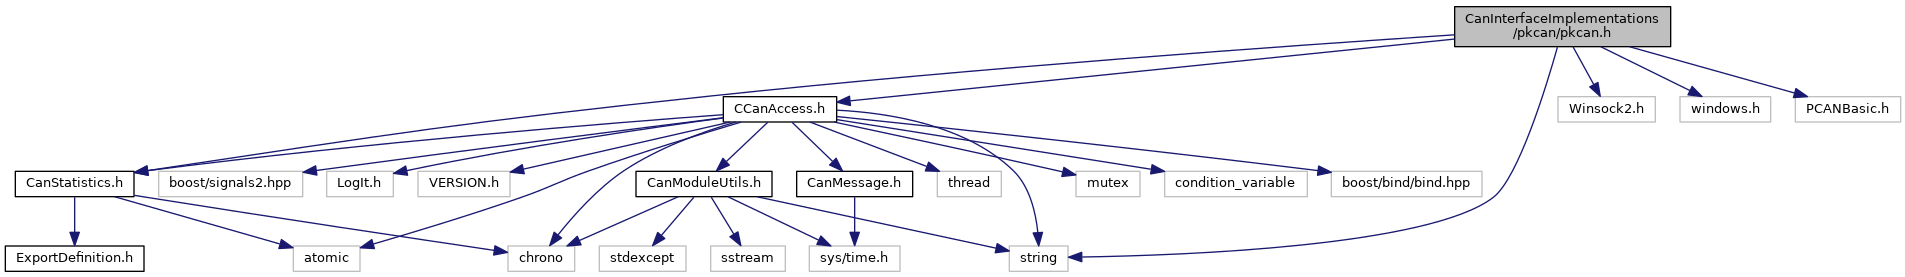 CanInterfaceImplementations
/pkcan/pkcan.h
CCanAccess.h
Winsock2.h
windows.h
PCANBasic.h
CanStatistics.h
boost/signals2.hpp
LogIt.h
VERSION.h
CanModuleUtils.h
CanMessage.h
thread
mutex
condition_variable
boost/bind/bind.hpp
ExportDefinition.h
atomic
chrono
stdexcept
sstream
sys/time.h
string